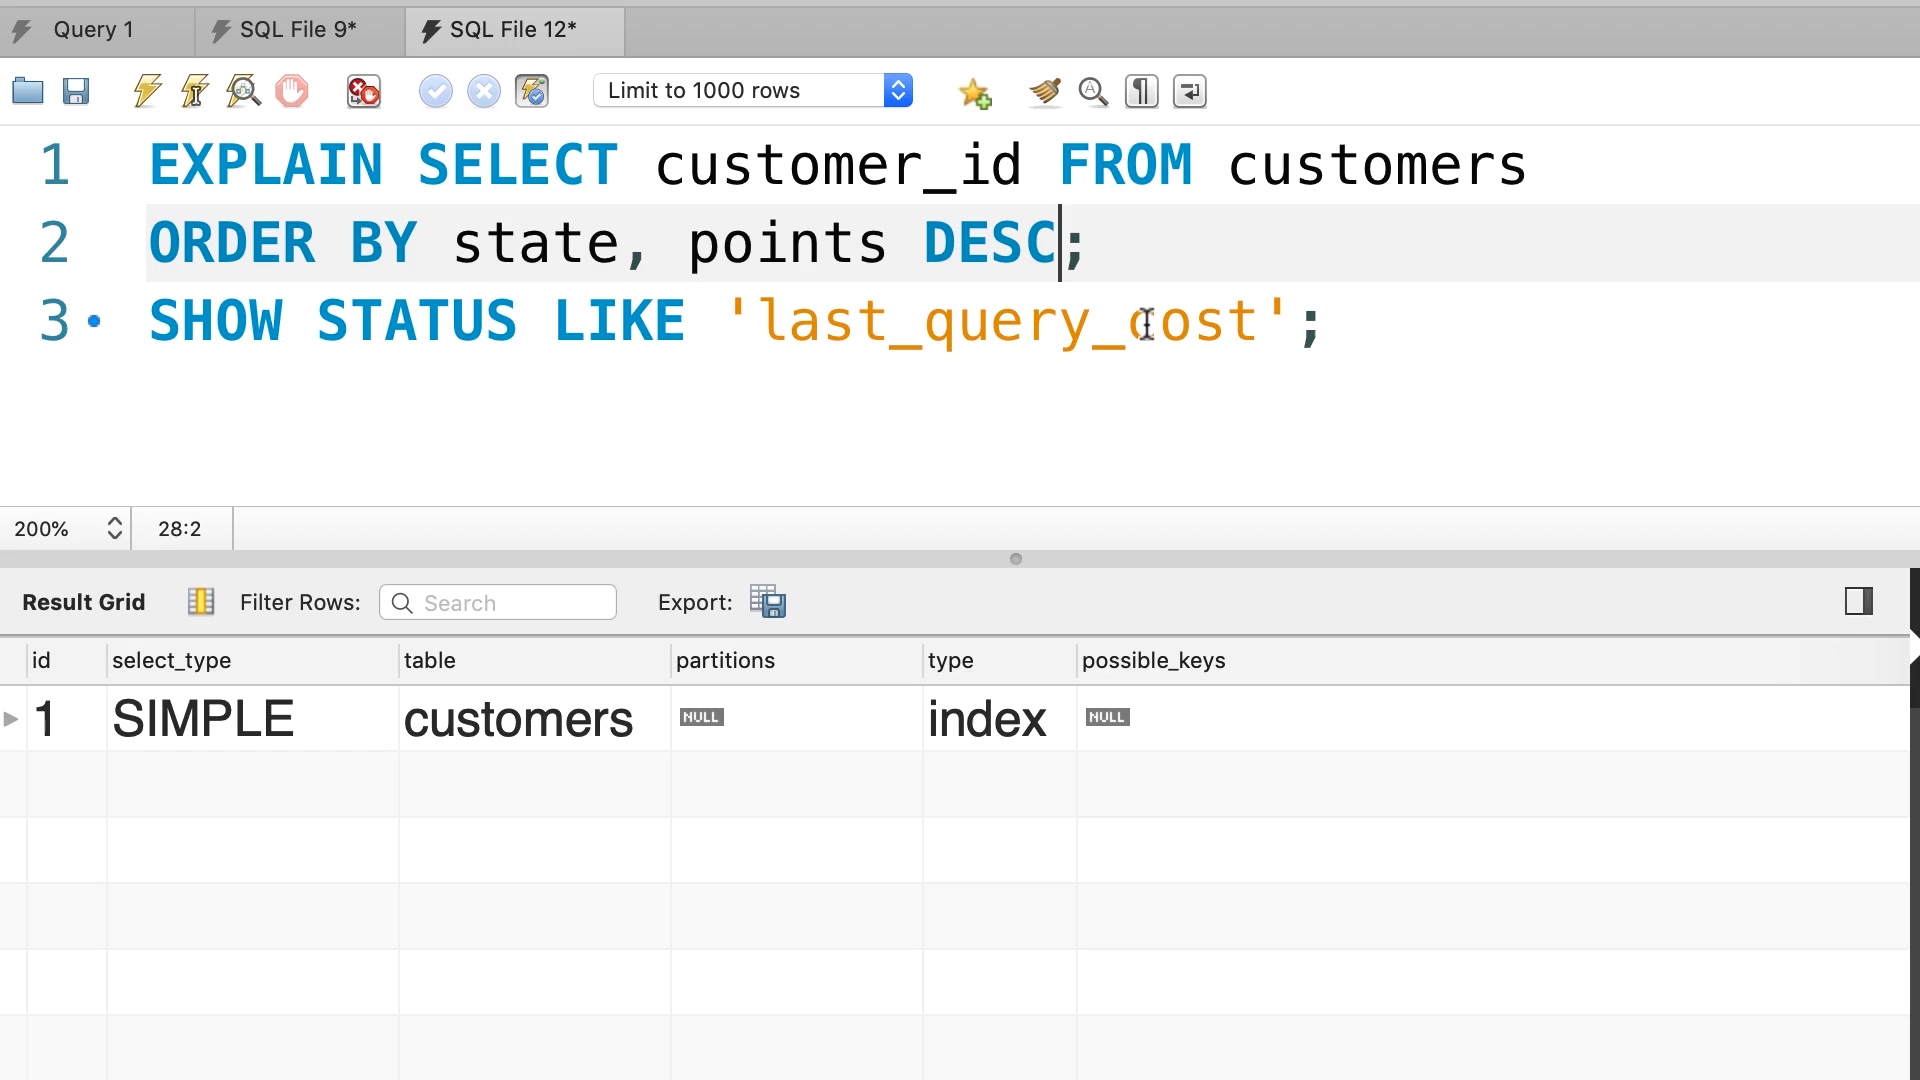 Query 1 SQL File 9* SQL File 12*
Limit to 1000 rows
1 EXPLAIN SELECT customer_id FROM customers
2 ORDER BY state, points DESC;
3 SHOW STATUS LIKE 'last_query_cost';
200% 28:2
Result Grid Filter Rows: Search Export:
id select_type table partitions type possible_keys
1 SIMPLE customers NULL index NULL